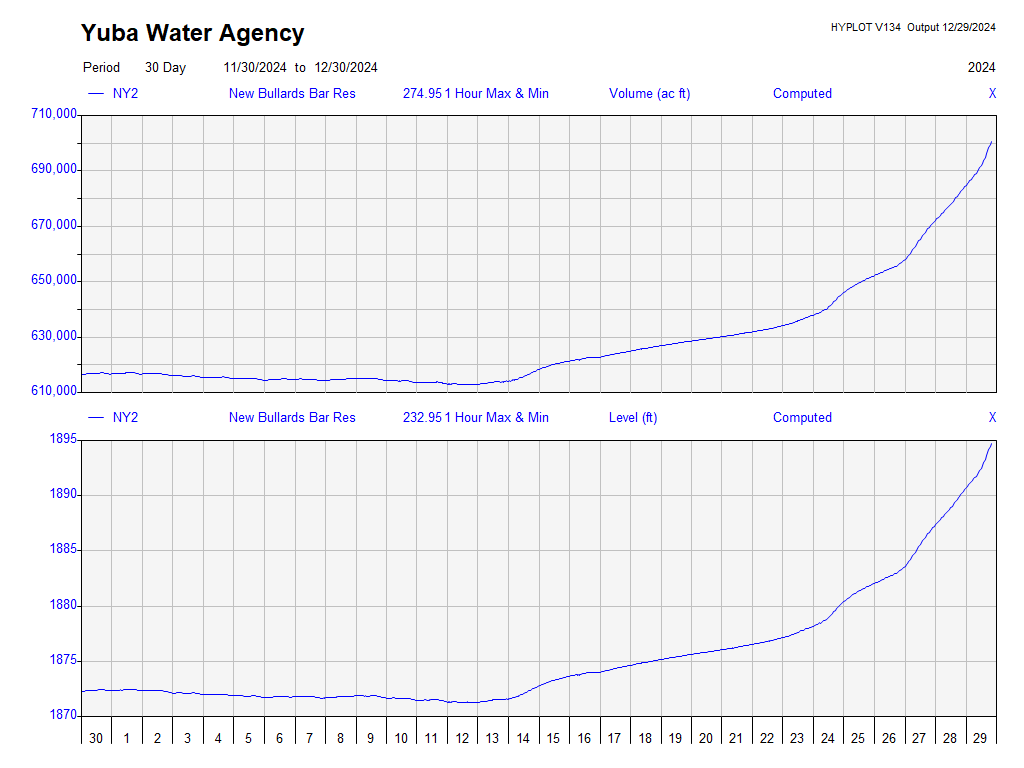 Yuba Water Agency
HYPLOT V134 Output 12/29/2024
Period 30 Day 11/30/2024 to 12/30/2024 2024
NY2 New Bullards Bar Res 274.95 1 Hour Max & Min Volume (ac ft) Computed X
710,000
690,000
670,000
650,000
630,000
610,000
NY2 New Bullards Bar Res 232.95 1 Hour Max & Min Level (ft) Computed X
1895
1890
1885
1880
1875
1870
30 1 2 3 4 5 6 7 8 9 10 11 12 13 14 15 16 17 18 19 20 21 22 23 24 25 26 27 28 29